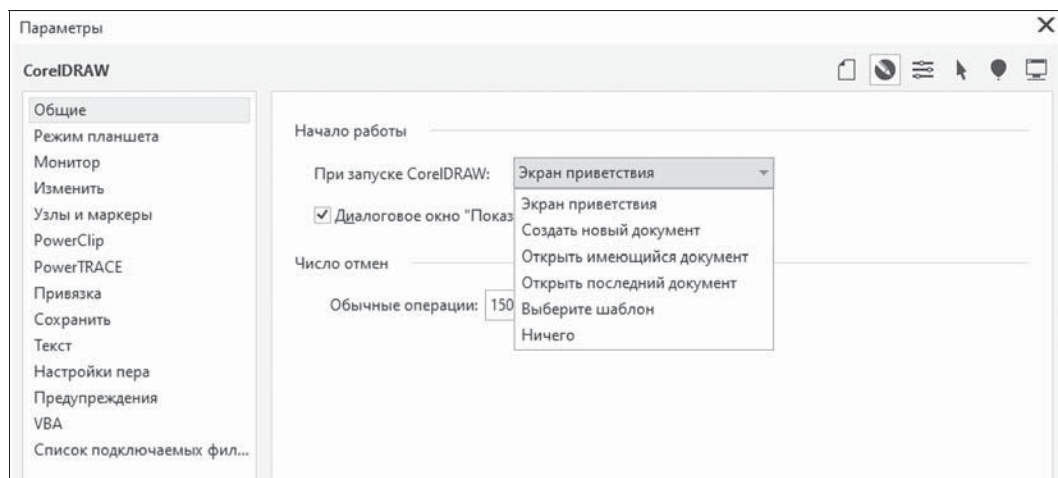 Параметры
CorelDRAW
Общие
Режим планшета
Монитор
Изменить
Узлы и маркеры
PowerClip
PowerTRACE
Привязка
Сохранить
Текст
Настройки пера
Предупреждения
VBA
Список подключаемых фил...
Начало работы
При запуске CorelDRAW: Экран приветствия
Экран приветствия
Создать новый документ
Открыть имеющийся документ
Открыть последний документ
Выберите шаблон
Ничего
Диалоговое окно "Показ
Число отмен
Обычные операции: 150